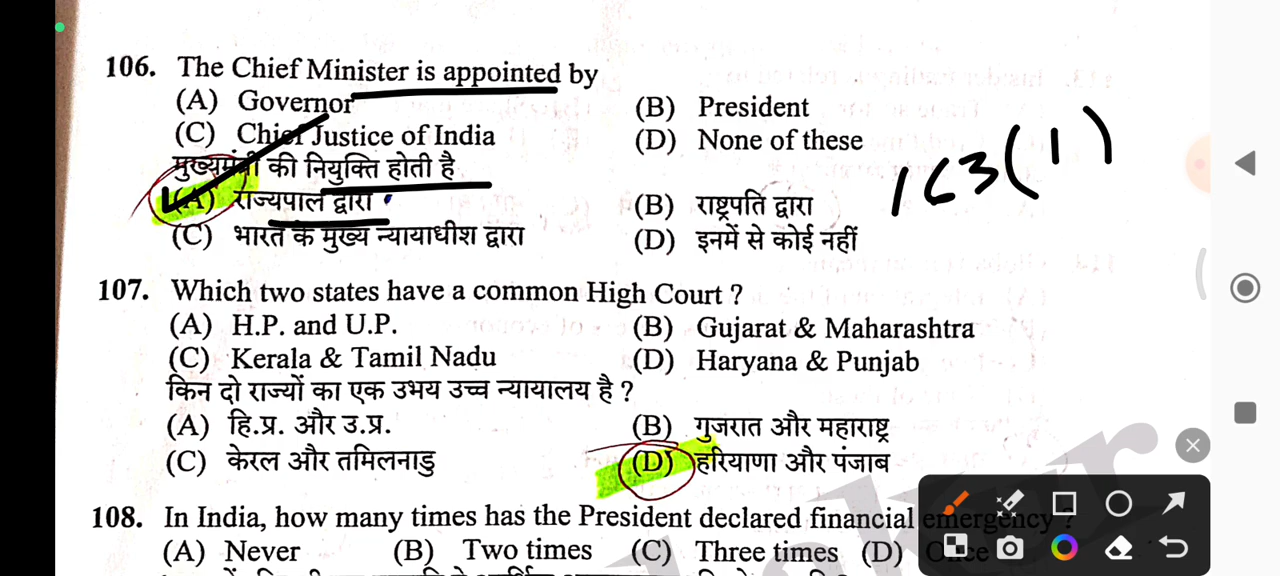 106. The Chief Minister is appointed by
(A) Governor (B) President
(C) Chief Justice of India (D) None of these
मुख्यमंत्री की नियुक्ति होती है
(A) राज्यपाल द्वारा (B) राष्ट्रपति द्वारा
(C) भारत के मुख्य न्यायाधीश द्वारा (D) इनमें से कोई नहीं
163(1)
107. Which two states have a common High Court ?
(A) H.P. and U.P. (B) Gujarat & Maharashtra
(C) Kerala & Tamil Nadu (D) Haryana & Punjab
किन दो राज्यों का एक उभय उच्च न्यायालय है ?
(A) हि.प्र. और उ.प्र. (B) गुजरात और महाराष्ट्र
(C) केरल और तमिलनाडु (D) हरियाणा और पंजाब
108. In India, how many times has the President declared financial emergency ?
(A) Never (B) Two times (C) Three times (D) Once